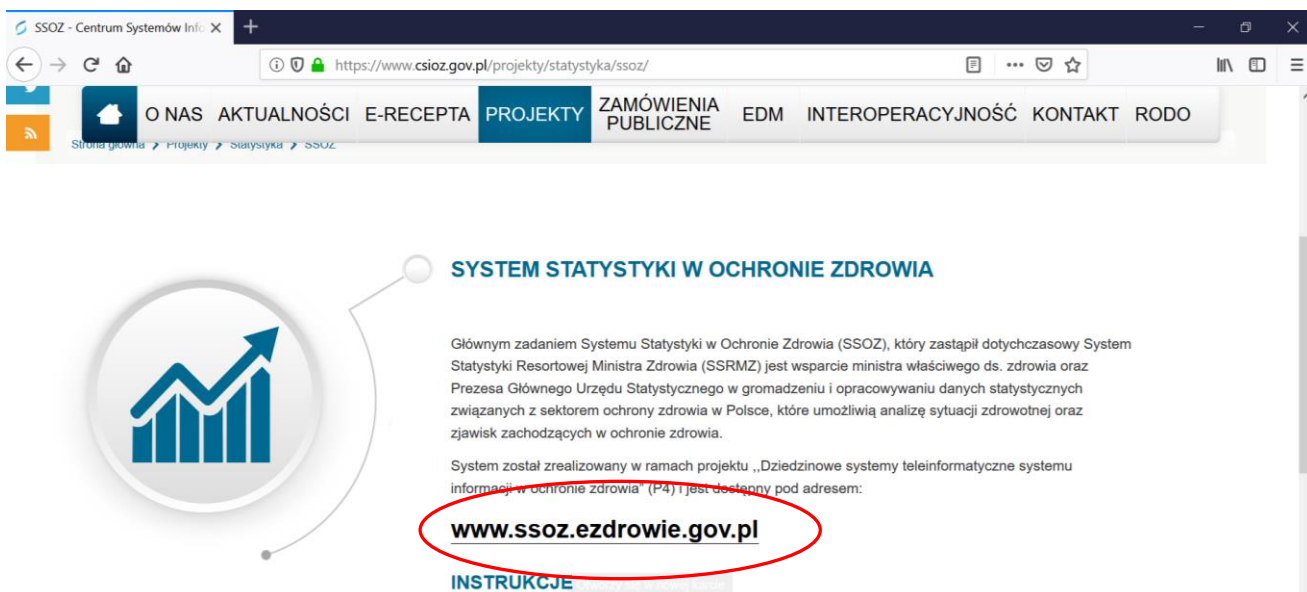 SSOZ - Centrum Systemów Info
https://www.csioz.gov.pl/projekty/statystyka/ssoz/
O NAS AKTUALNOŚCI E-RECEPTA PROJEKTY ZAMÓWIENIA PUBLICZNE EDM INTEROPERACYJNOŚĆ KONTAKT RODO
Strona główna Projekty Statystyka SSOZ
SYSTEM STATYSTYKI W OCHRONIE ZDROWIA
Głównym zadaniem Systemu Statystyki w Ochronie Zdrowia (SSOZ), który zastąpił dotychczasowy System
Statystyki Resortowej Ministra Zdrowia (SSRMZ) jest wsparcie ministra właściwego ds. zdrowia oraz
Prezesa Głównego Urzędu Statystycznego w gromadzeniu i opracowywaniu danych statystycznych
związanych z sektorem ochrony zdrowia w Polsce, które umożliwią analizę sytuacji zdrowotnej oraz
zjawisk zachodzących w ochronie zdrowia.
System został zrealizowany w ramach projektu ,,Dziedzinowe systemy teleinformatyczne systemu
informacji w ochronie zdrowia" (P4) i jest dostępny pod adresem:
www.ssoz.ezdrowie.gov.pl
INSTRUKCJE